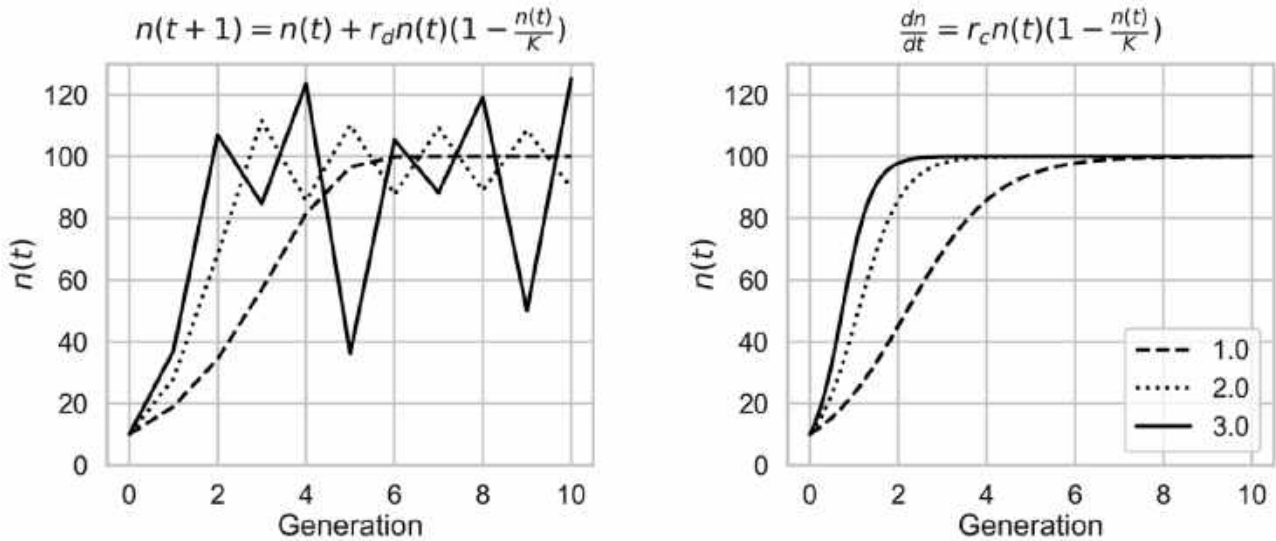 n(t + 1) = n(t) + r_d n(t)(1 − n(t)/K)
120
100
80
60
40
20
0
n(t)
0 2 4 6 8 10
Generation
dn/dt = r_c n(t)(1 − n(t)/K)
120
100
80
60
40
20
0
n(t)
1.0
2.0
3.0
0 2 4 6 8 10
Generation